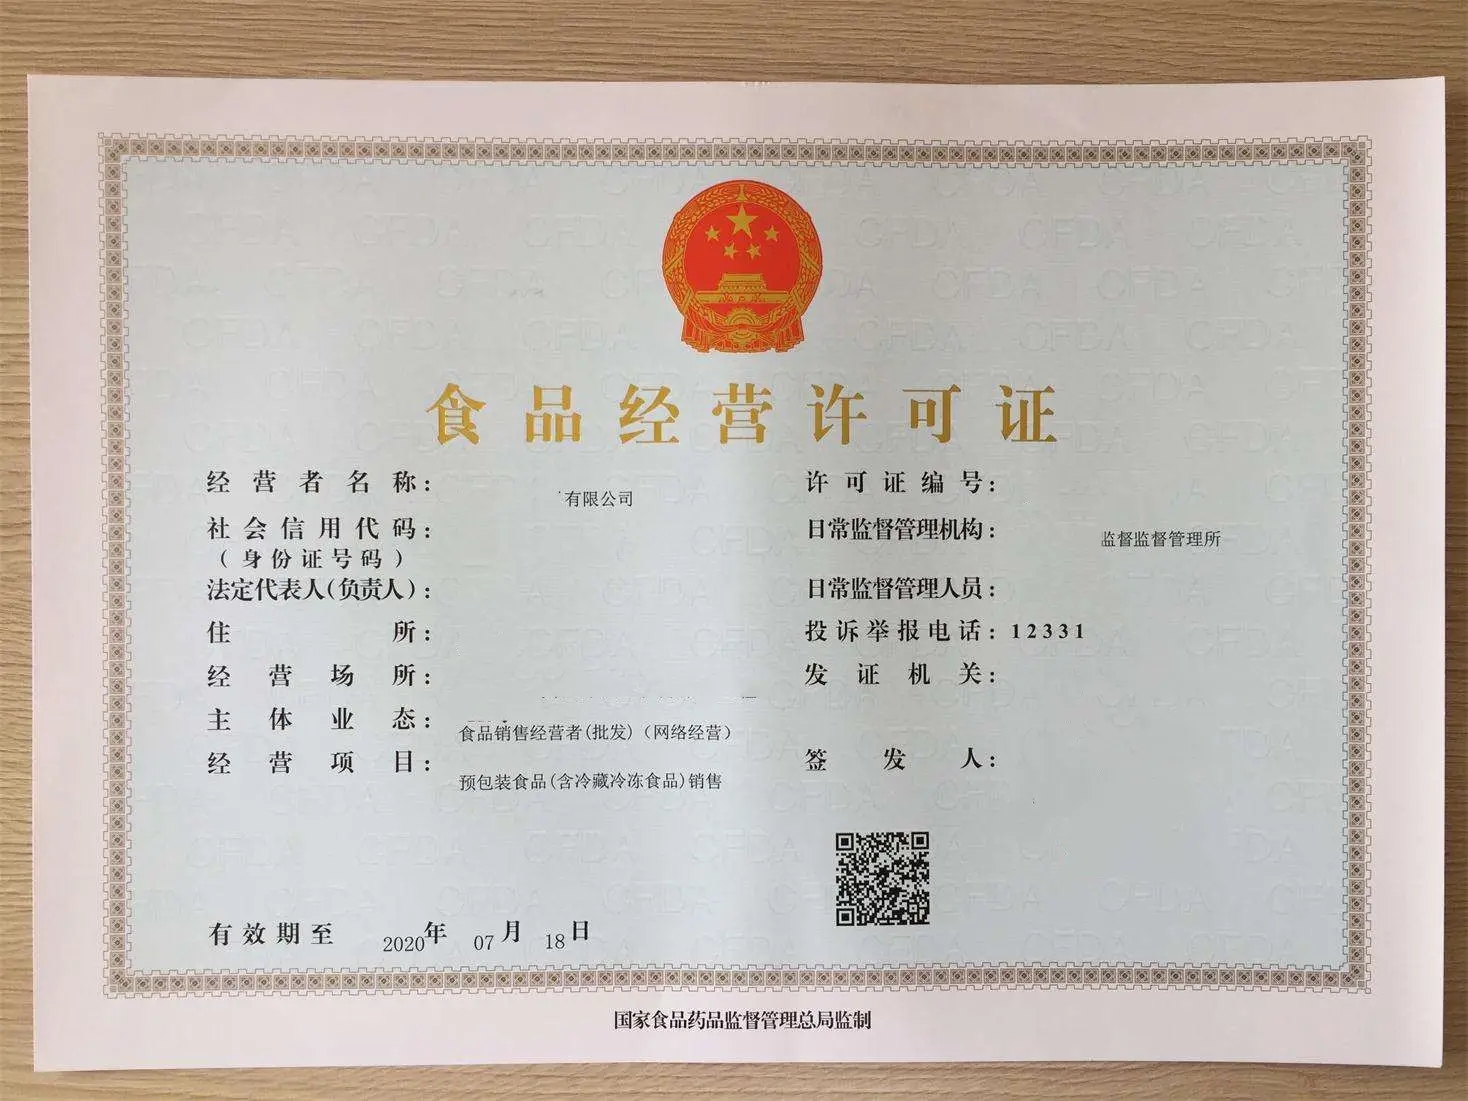 食品经营许可证
经营者名称：
有限公司
社会信用代码：
（身份证号码）
法定代表人(负责人)：
住所：
经营场所：
主体业态：
食品销售经营者(批发)（网络经营）
经营项目：
预包装食品(含冷藏冷冻食品)销售
许可证编号：
日常监督管理机构：
监督监督管理所
日常监督管理人员：
投诉举报电话：12331
发证机关：
签发人：
有效期至 2020年 07月 18日
国家食品药品监督管理总局监制
CFDA